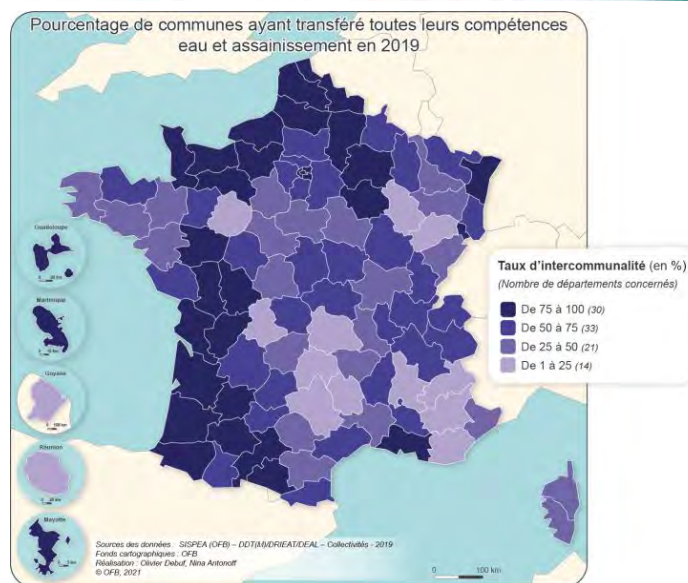 Pourcentage de communes ayant transféré toutes leurs compétences
eau et assainissement en 2019
Guadeloupe
Martinique
Guyane
100 km
Réunion
Mayotte
Taux d'intercommunalité (en %)
(Nombre de départements concernés)
De 75 à 100 (30)
De 50 à 75 (33)
De 25 à 50 (21)
De 1 à 25 (14)
Sources des données : SISPEA (OFB) – DDT(M)/DRIEAT/DEAL – Collectivités - 2019
Fonds cartographiques : OFB
Réalisation : Olivier Debuf, Nina Antonoff
© OFB, 2021
0 100 km